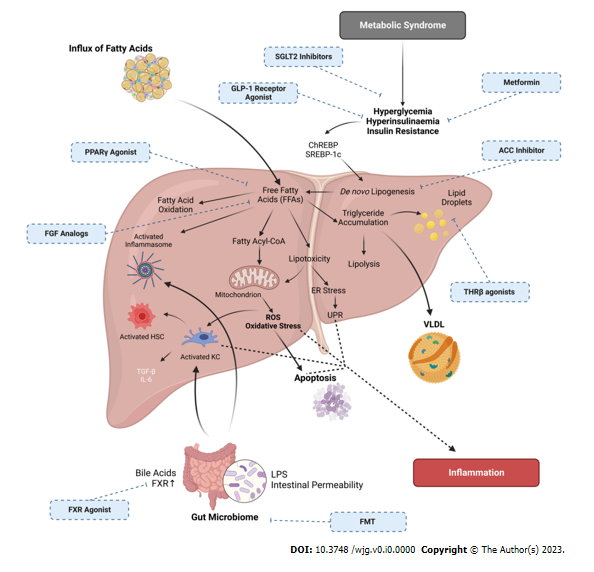 Metabolic Syndrome
Influx of Fatty Acids
SGLT2 Inhibitors
GLP-1 Receptor
Agonist
Metformin
Hyperglycemia
Hyperinsulinaemia
Insulin Resistance
ChREBP
SREBP-1c
PPARγ Agonist
ACC Inhibitor
Free Fatty
Acids (FFAs)
De novo Lipogenesis
Lipid
Droplets
Fatty Acid
Oxidation
Triglyceride
Accumulation
FGF Analogs
Activated
Inflammasome
Fatty Acyl-CoA
Lipotoxicity
Lipolysis
Mitochondrion
ER Stress
THRβ agonists
UPR
ROS
Oxidative Stress
VLDL
Activated HSC
Activated KC
TGF-β
IL-6
Apoptosis
Bile Acids
FXR↑
LPS
Intestinal Permeability
Inflammation
FXR Agonist
Gut Microbiome
FMT
DOI: 10.3748 /wjg.v0.i0.0000 Copyright © The Author(s) 2023.